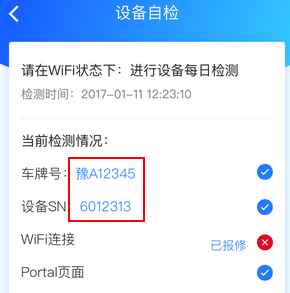 设备自检
请在WiFi状态下：进行设备每日检测
检测时间：2017-01-11 12:23:10
当前检测情况：
车牌号：豫A12345
设备SN：6012313
WiFi连接 已报修
Portal页面